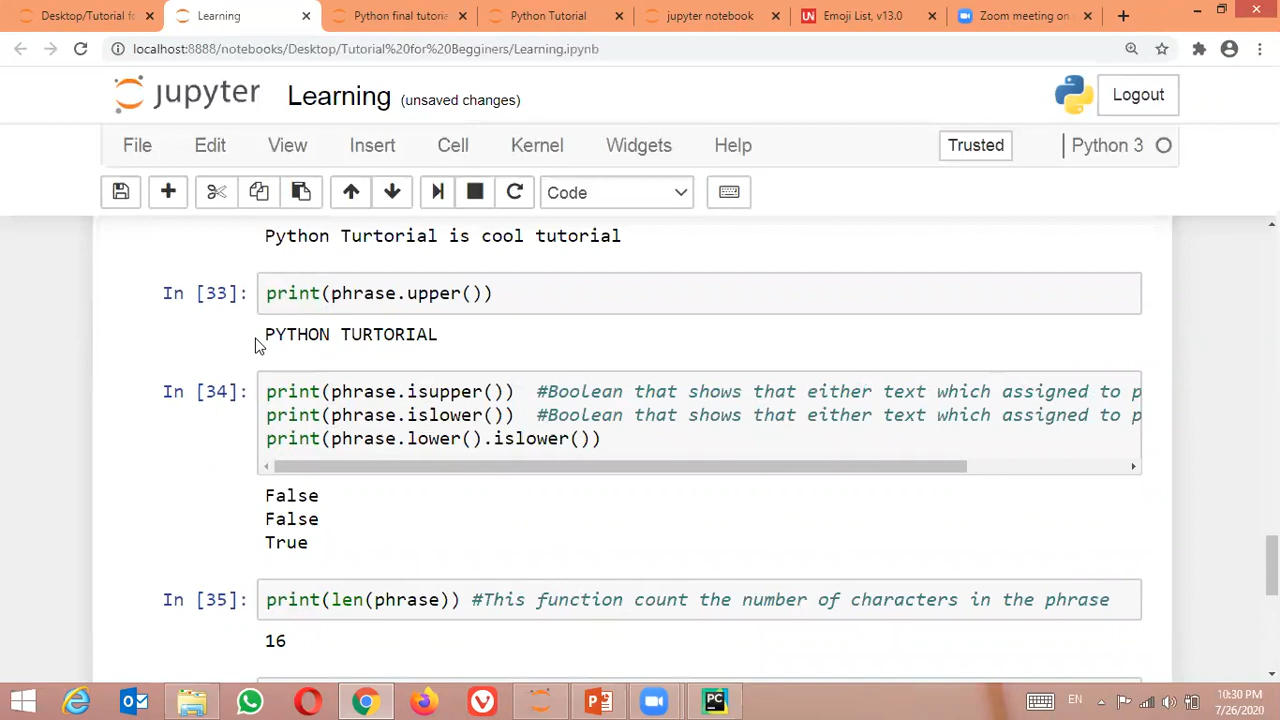 Desktop/Tutorial fo
Learning
Python final tutoria
Python Tutorial
jupyter notebook
UN
Emoji List, v13.0
Zoom meeting on
localhost:8888/notebooks/Desktop/Tutorial%20for%20Begginers/Learning.ipynb
jupyter
Learning (unsaved changes)
Logout
File
Edit
View
Insert
Cell
Kernel
Widgets
Help
Trusted
Python 3
Code
Python Turtorial is cool tutorial
In [33]: print(phrase.upper())
PYTHON TURTORIAL
In [34]: print(phrase.isupper())  #Boolean that shows that either text which assigned to p
print(phrase.islower())  #Boolean that shows that either text which assigned to p
print(phrase.lower().islower())
False
False
True
In [35]: print(len(phrase)) #This function count the number of characters in the phrase
16
EN
10:30 PM
7/26/2020